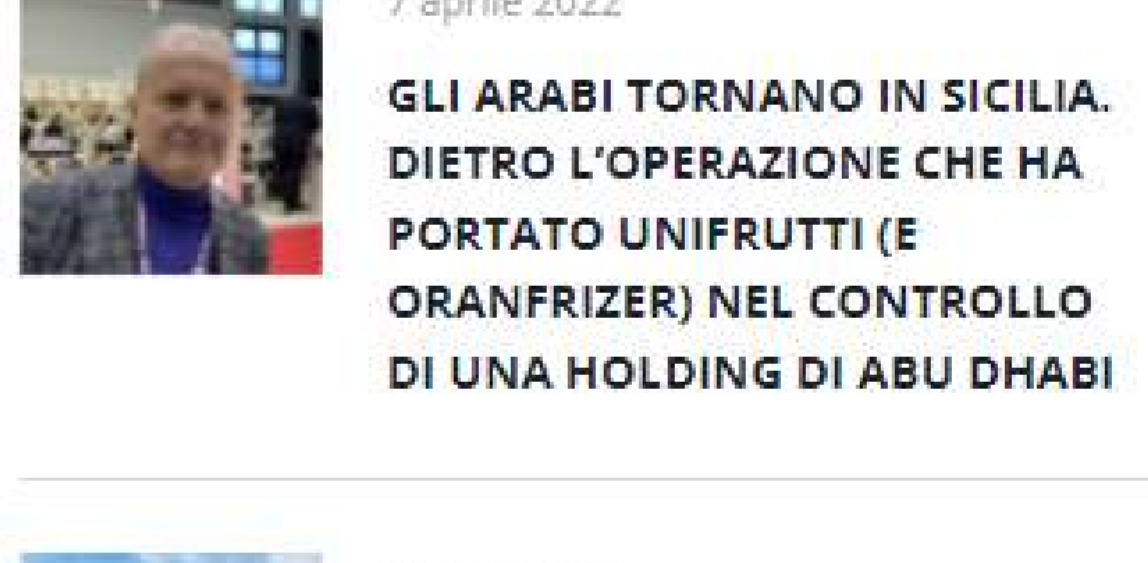 7 aprile 2022
GLI ARABI TORNANO IN SICILIA.
DIETRO L’OPERAZIONE CHE HA
PORTATO UNIFRUTTI (E
ORANFRIZER) NEL CONTROLLO
DI UNA HOLDING DI ABU DHABI